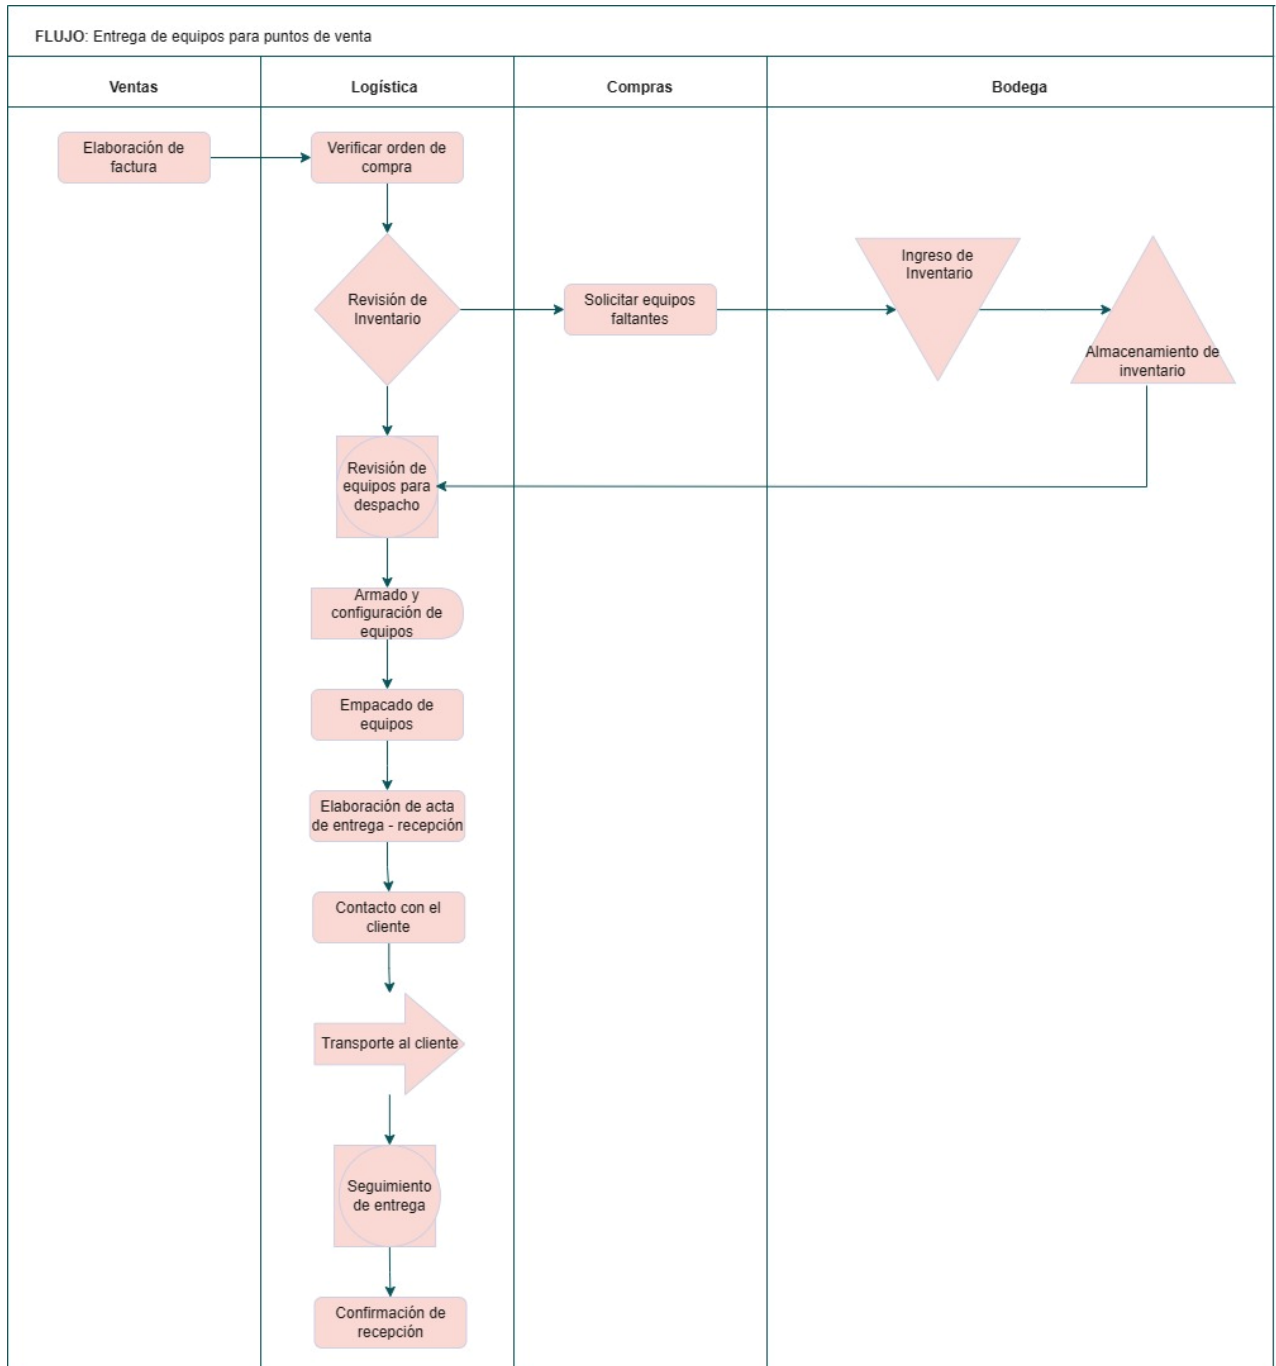 FLUJO: Entrega de equipos para puntos de venta
Ventas
Logística
Compras
Bodega
Elaboración de
factura
Verificar orden de
compra
Revisión de
Inventario
Solicitar equipos
faltantes
Ingreso de
Inventario
Almacenamiento de
inventario
Revisión de
equipos para
despacho
Armado y
configuración de
equipos
Empacado de
equipos
Elaboración de acta
de entrega - recepción
Contacto con el
cliente
Transporte al cliente
Seguimiento
de entrega
Confirmación de
recepción